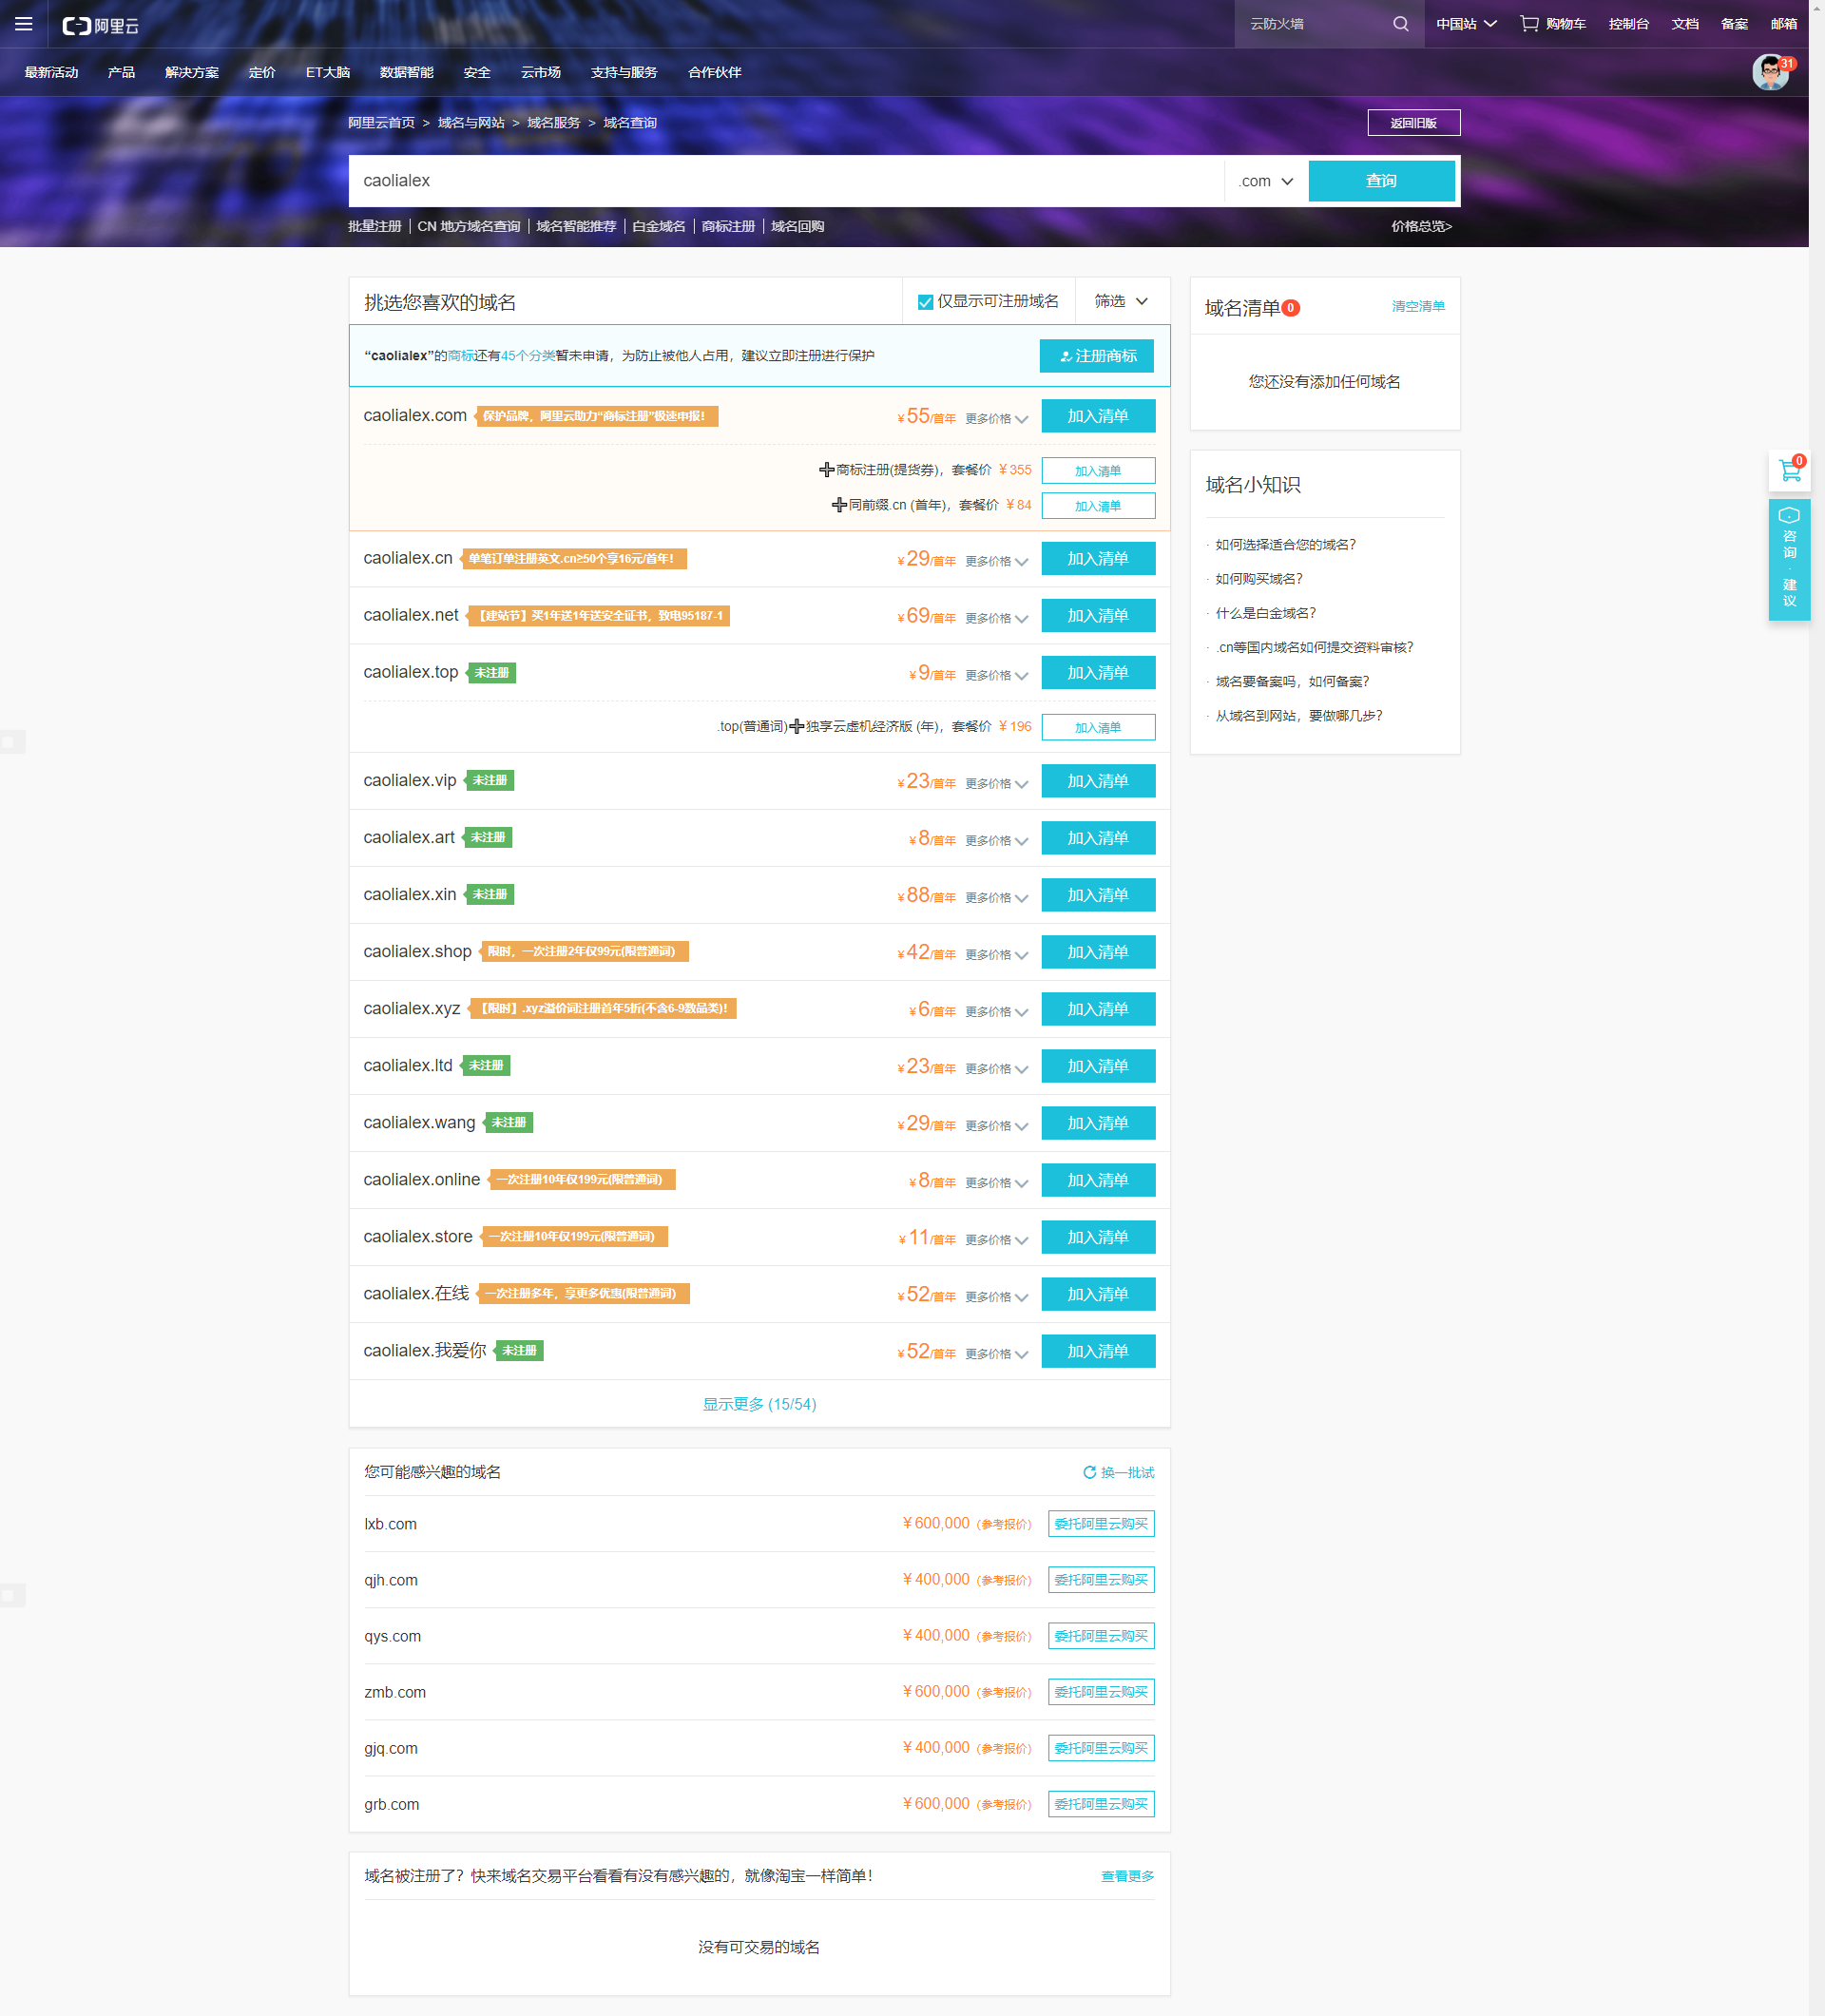 阿里云
云防火墙
中国站
购物车
控制台
文档
备案
邮箱
最新活动
产品
解决方案
定价
ET大脑
数据智能
安全
云市场
支持与服务
合作伙伴
31
阿里云首页 > 域名与网站 > 域名服务 > 域名查询
返回旧版
caolialex
.com
查询
批量注册
CN 地方域名查询
域名智能推荐
白金域名
商标注册
域名回购
价格总览>
挑选您喜欢的域名
仅显示可注册域名
筛选
“caolialex”的商标还有45个分类暂未申请，为防止被他人占用，建议立即注册进行保护
注册商标
caolialex.com 保护品牌，阿里云助力“商标注册”极速申报！ ¥55/首年 更多价格 加入清单
商标注册(提货券)，套餐价 ¥355 加入清单
同前缀.cn (首年)，套餐价 ¥84 加入清单
caolialex.cn 单笔订单注册英文.cn≥50个享16元/首年！ ¥29/首年 更多价格 加入清单
caolialex.net 【建站节】买1年送1年送安全证书，致电95187-1 ¥69/首年 更多价格 加入清单
caolialex.top 未注册 ¥9/首年 更多价格 加入清单
.top(普通词)+独享云虚机经济版 (年)，套餐价 ¥196 加入清单
caolialex.vip 未注册 ¥23/首年 更多价格 加入清单
caolialex.art 未注册 ¥8/首年 更多价格 加入清单
caolialex.xin 未注册 ¥88/首年 更多价格 加入清单
caolialex.shop 限时，一次注册2年仅99元(限普通词) ¥42/首年 更多价格 加入清单
caolialex.xyz 【限时】.xyz溢价词注册首年5折(不含6-9数品类)! ¥6/首年 更多价格 加入清单
caolialex.ltd 未注册 ¥23/首年 更多价格 加入清单
caolialex.wang 未注册 ¥29/首年 更多价格 加入清单
caolialex.online 一次注册10年仅199元(限普通词) ¥8/首年 更多价格 加入清单
caolialex.store 一次注册10年仅199元(限普通词) ¥11/首年 更多价格 加入清单
caolialex.在线 一次注册多年，享更多优惠(限普通词) ¥52/首年 更多价格 加入清单
caolialex.我爱你 未注册 ¥52/首年 更多价格 加入清单
显示更多 (15/54)
您可能感兴趣的域名
换一批试
lxb.com ¥600,000 (参考报价) 委托阿里云购买
qjh.com ¥400,000 (参考报价) 委托阿里云购买
qys.com ¥400,000 (参考报价) 委托阿里云购买
zmb.com ¥600,000 (参考报价) 委托阿里云购买
gjq.com ¥400,000 (参考报价) 委托阿里云购买
grb.com ¥600,000 (参考报价) 委托阿里云购买
域名被注册了？快来域名交易平台看看有没有感兴趣的，就像淘宝一样简单！
查看更多
没有可交易的域名
域名清单0
清空清单
您还没有添加任何域名
域名小知识
· 如何选择适合您的域名？
· 如何购买域名？
· 什么是白金域名？
· .cn等国内域名如何提交资料审核？
· 域名要备案吗，如何备案？
· 从域名到网站，要做哪几步？
0
咨询·建议